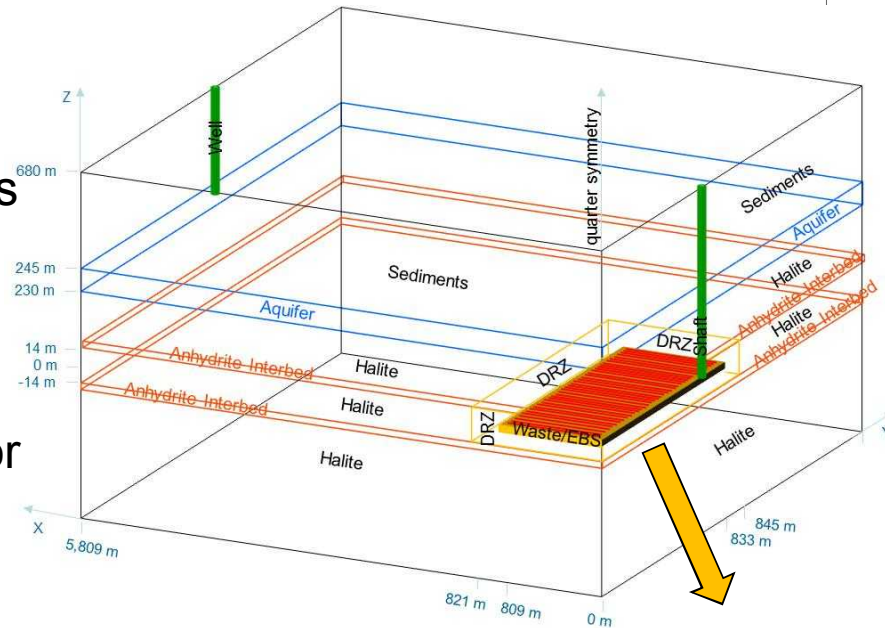 Z
Well
quarter symmetry
680 m
s
Sediments
Aquifer
245 m
230 m
Sediments
Aquifer
Halite
Anhydrite Interbed
Halite
Anhydrite Interbed
Shaft
DRZ
DRZ
DRZ
14 m
0 m
-14 m
Anhydrite Interbed
Halite
Anhydrite Interbed
Halite
Waste/EBS
Halite
Halite
or
X
5,809 m
845 m
833 m
821 m
809 m
0 m